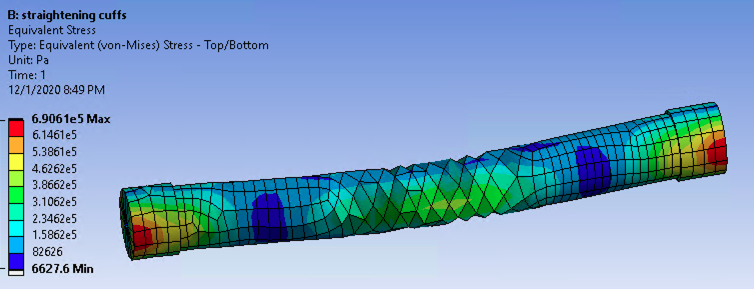 B: straightening cuffs
Equivalent Stress
Type: Equivalent (von-Mises) Stress - Top/Bottom
Unit: Pa
Time: 1
12/1/2020 8:49 PM
6.9061e5 Max
6.1461e5
5.3861e5
4.6262e5
3.8662e5
3.1062e5
2.3462e5
1.5862e5
82626
6627.6 Min